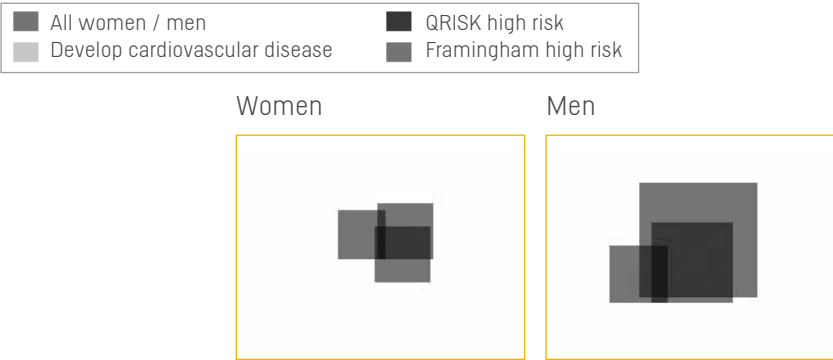 All women / men
Develop cardiovascular disease
QRISK high risk
Framingham high risk
Women
Men